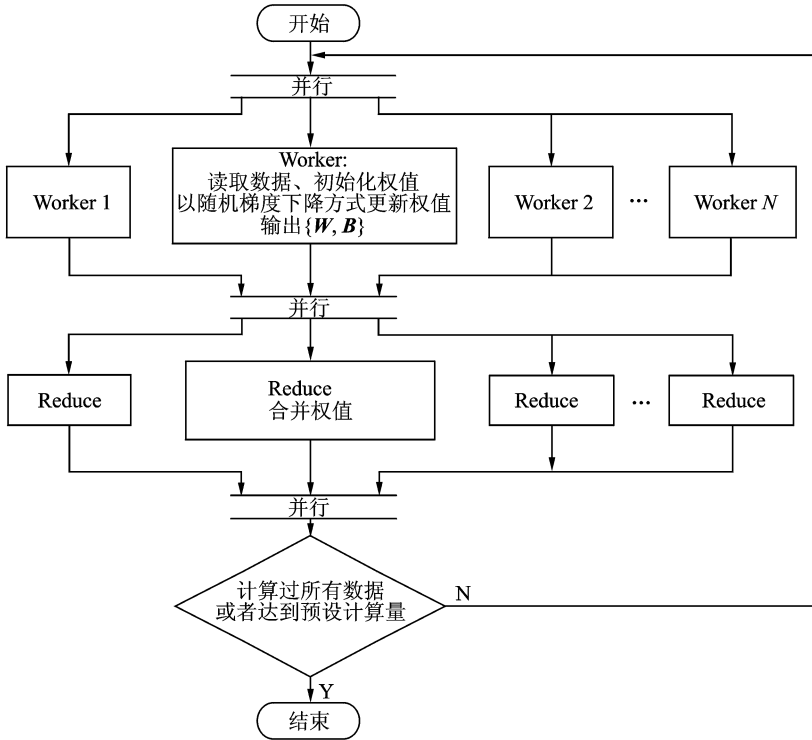 开始
并行
Worker 1
Worker:
读取数据、初始化权值
以随机梯度下降方式更新权值
输出{W, B}
Worker 2
···
Worker N
并行
Reduce
Reduce
合并权值
Reduce
···
Reduce
并行
计算过所有数据
或者达到预设计算量
N
Y
结束